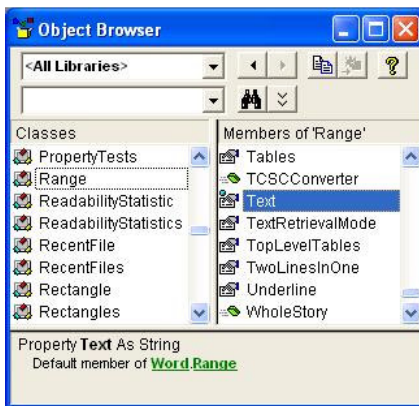 Object Browser
<All Libraries>
Classes
PropertyTests
Range
ReadabilityStatistic
ReadabilityStatistics
RecentFile
RecentFiles
Rectangle
Rectangles
Members of 'Range'
Tables
TCSCConverter
Text
TextRetrievalMode
TopLevelTables
TwoLinesInOne
Underline
WholeStory
Property Text As String
Default member of Word.Range